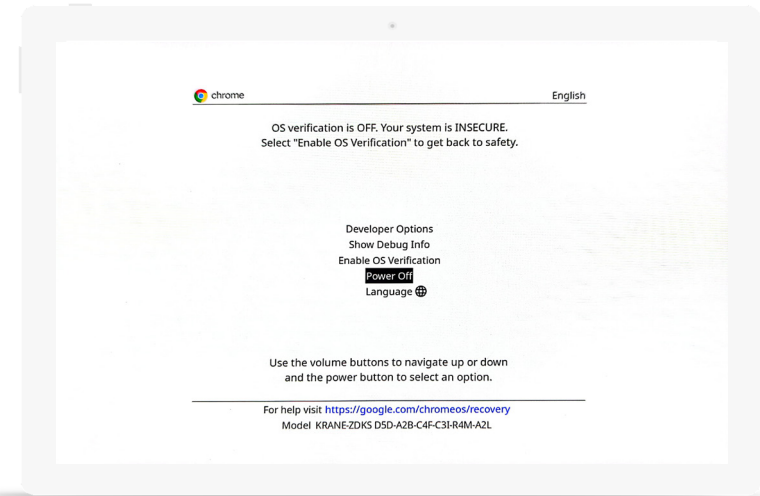 chrome
English
OS verification is OFF. Your system is INSECURE.
Select "Enable OS Verification" to get back to safety.
Developer Options
Show Debug Info
Enable OS Verification
Power Off
Language
Use the volume buttons to navigate up or down
and the power button to select an option.
For help visit https://google.com/chromeos/recovery
Model KRANE-ZDKS D5D-A2B-C4F-C3I-R4M-A2L